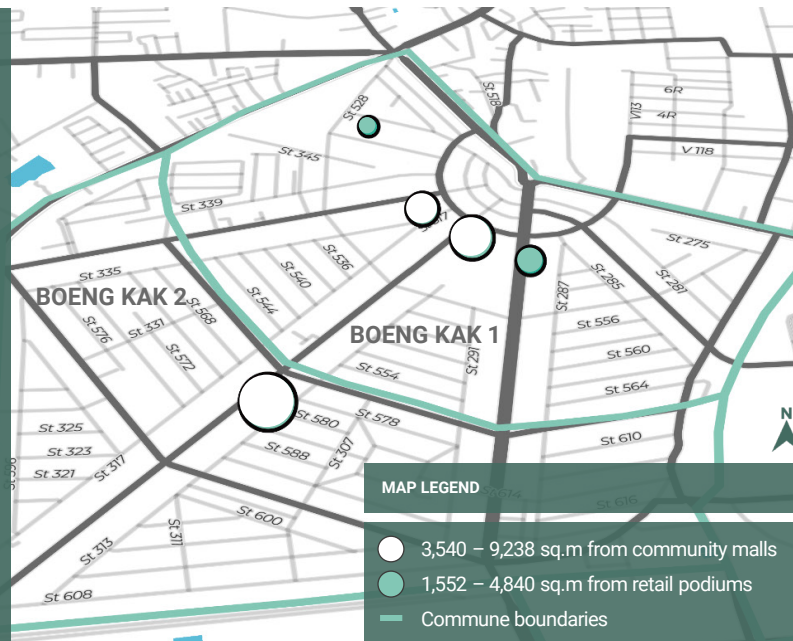 St 528
St 518
6R
V113
4R
V 118
St 345
St 339
St 317
St 275
St 536
St 335
St 540
St 285
St 281
St 287
BOENG KAK 2
St 544
St 568
St 331
St 576
St 572
St 556
BOENG KAK 1
St 291
St 560
St 554
St 564
N
St 580
St 578
St 325
St 588
St 307
St 610
St 323
St 321
St 317
MAP LEGEND
St 614
St 616
St 600
St 311
St 313
3,540 – 9,238 sq.m from community malls
1,552 – 4,840 sq.m from retail podiums
St 608
Commune boundaries